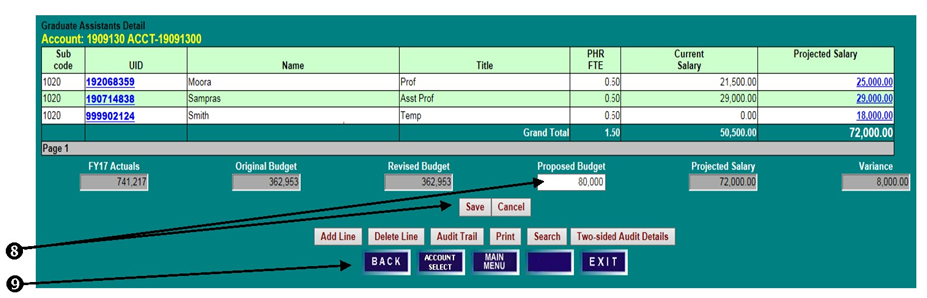 Graduate Assistants Detail
Account: 1909130 ACCT-19091300
Sub code UID Name Title PHR FTE Current Salary Projected Salary
1020 192068359 Moora Prof 0.50 21,500.00 25,000.00
1020 190714838 Sampras Asst Prof 0.50 29,000.00 29,000.00
1020 999902124 Smith Temp 0.50 0.00 18,000.00
Grand Total 1.50 50,500.00 72,000.00
Page 1
FY17 Actuals Original Budget Revised Budget Proposed Budget Projected Salary Variance
741,217 362,953 362,953 80,000 72,000.00 8,000.00
Save Cancel
Add Line Delete Line Audit Trail Print Search Two-sided Audit Details
8
BACK ACCOUNT SELECT MAIN MENU EXIT
9